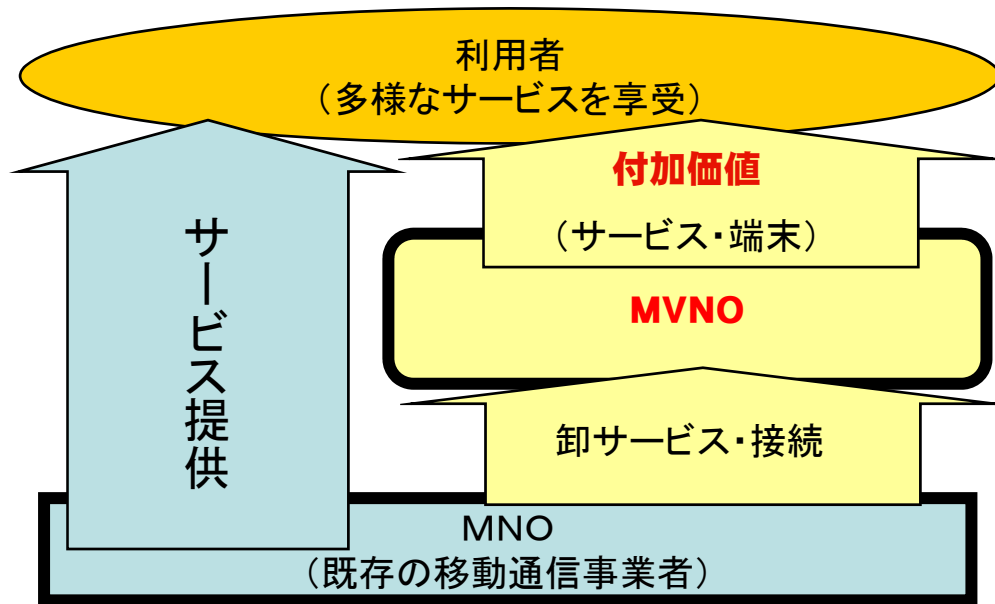 利用者
（多様なサービスを享受）
付加価値
（サービス・端末）
サービス提供
MVNO
卸サービス・接続
MNO
（既存の移動通信事業者）